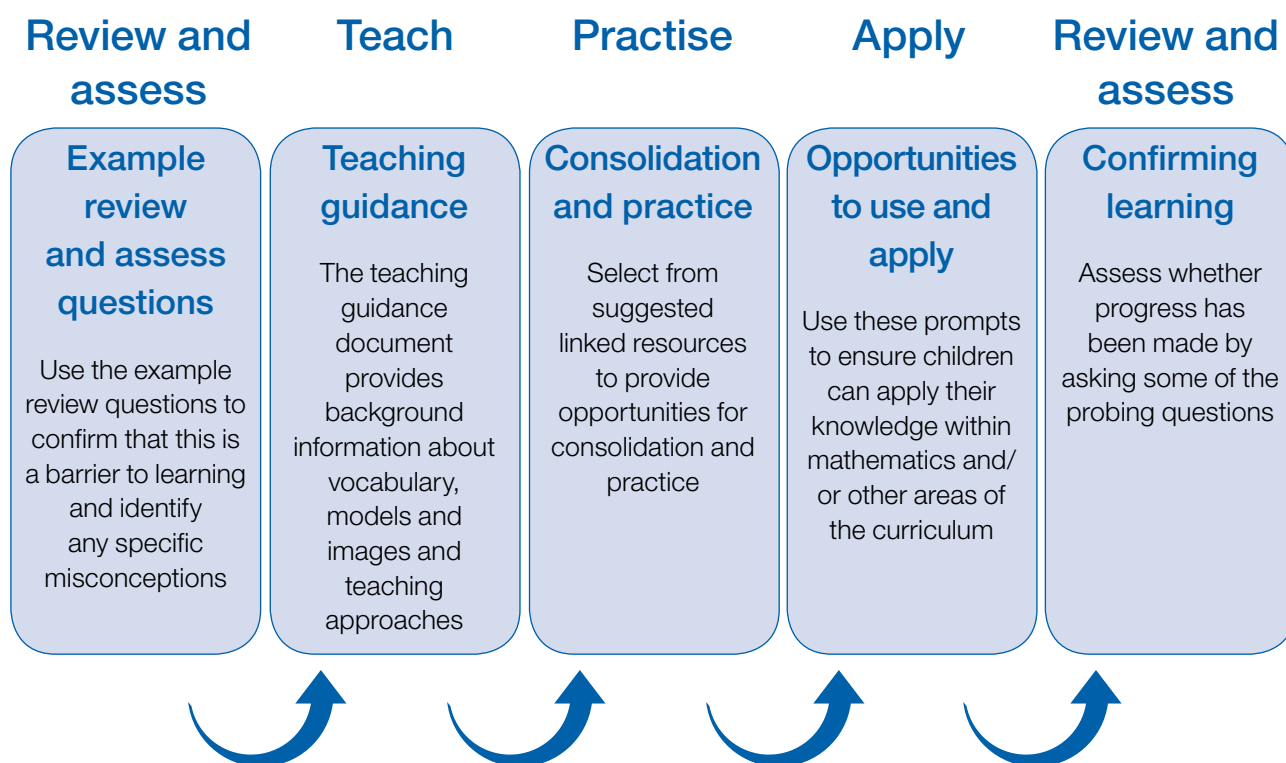 Review and
assess
Teach
Practise
Apply
Review and
assess
Example
review
and assess
questions
Use the example
review questions to
confirm that this is
a barrier to learning
and identify
any specific
misconceptions
Teaching
guidance
The teaching
guidance
document
provides
background
information about
vocabulary,
models and
images and
teaching
approaches
Consolidation
and practice
Select from
suggested
linked resources
to provide
opportunities for
consolidation and
practice
Opportunities
to use and
apply
Use these prompts
to ensure children
can apply their
knowledge within
mathematics and/
or other areas of
the curriculum
Confirming
learning
Assess whether
progress has
been made by
asking some of the
probing questions